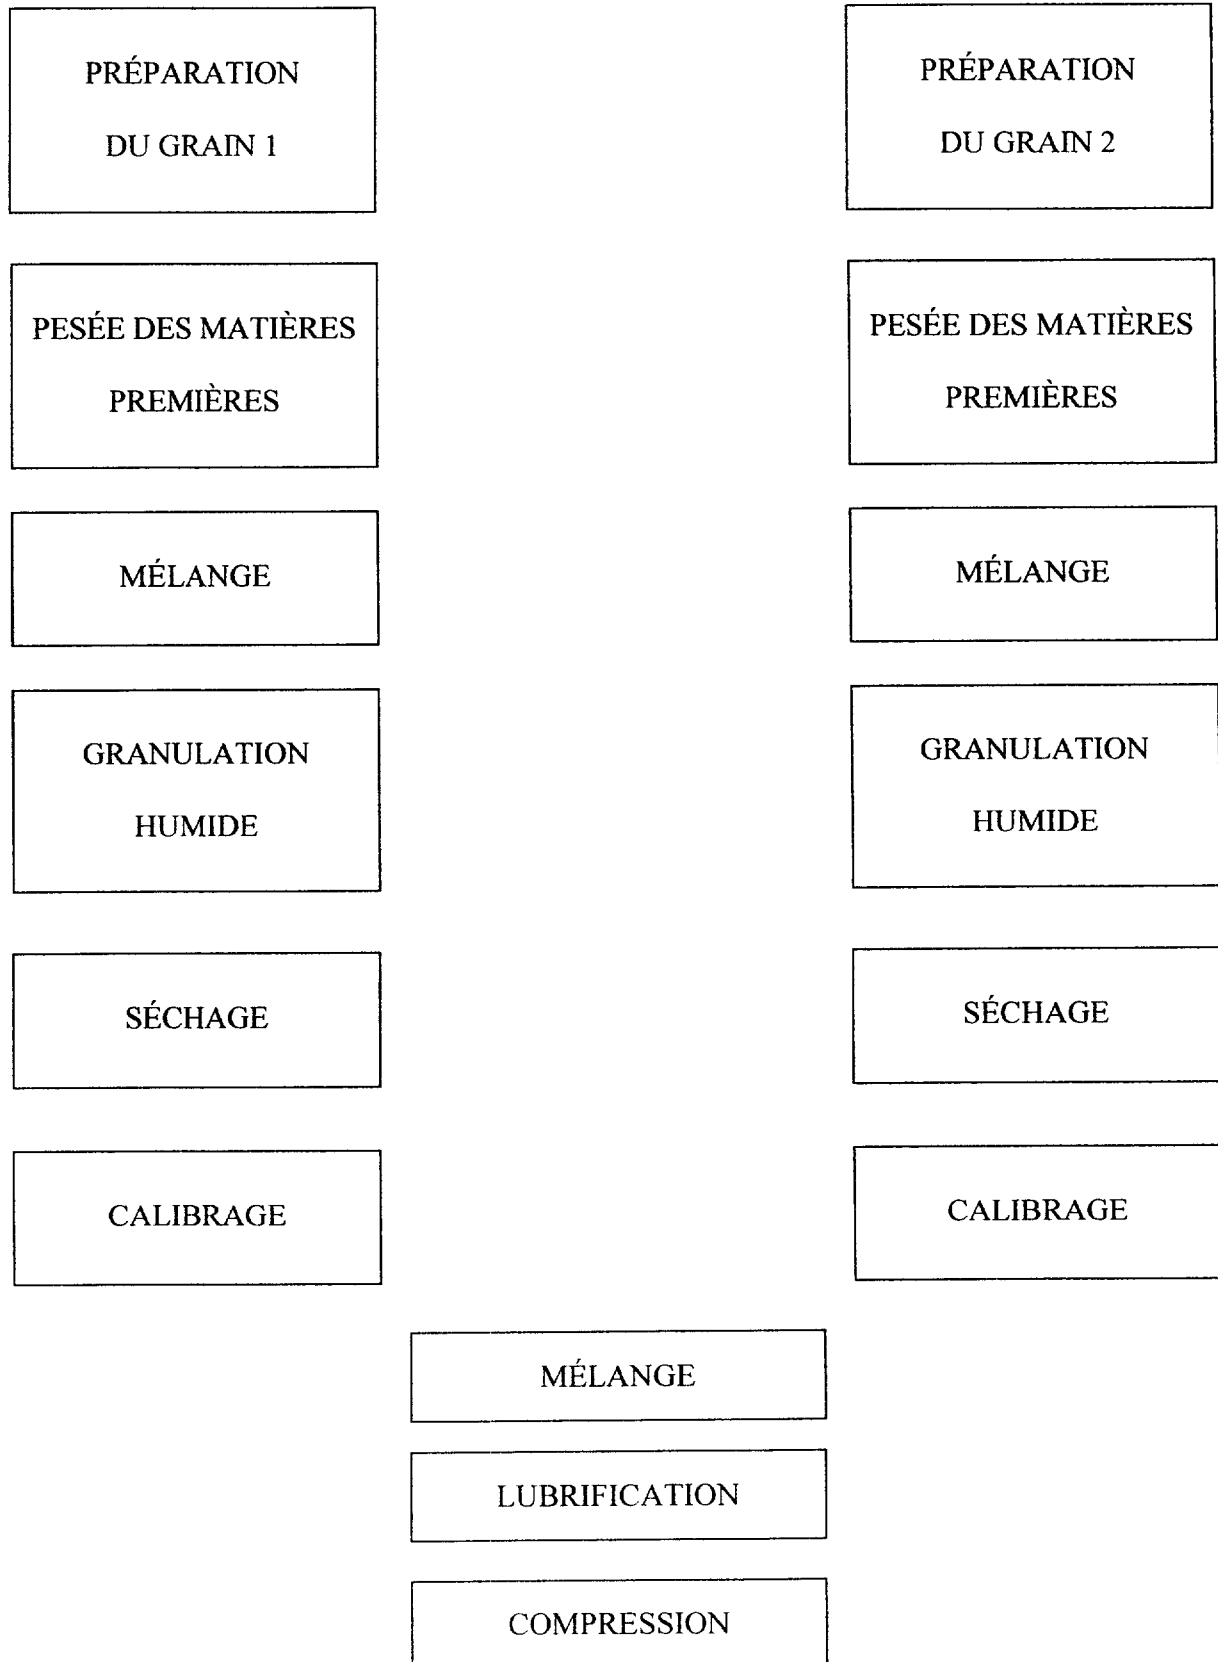 PRÉPARATION
DU GRAIN 1
PRÉPARATION
DU GRAIN 2
PESÉE DES MATIÈRES
PREMIÈRES
PESÉE DES MATIÈRES
PREMIÈRES
MÉLANGE
MÉLANGE
GRANULATION
HUMIDE
GRANULATION
HUMIDE
SÉCHAGE
SÉCHAGE
CALIBRAGE
CALIBRAGE
MÉLANGE
LUBRIFICATION
COMPRESSION